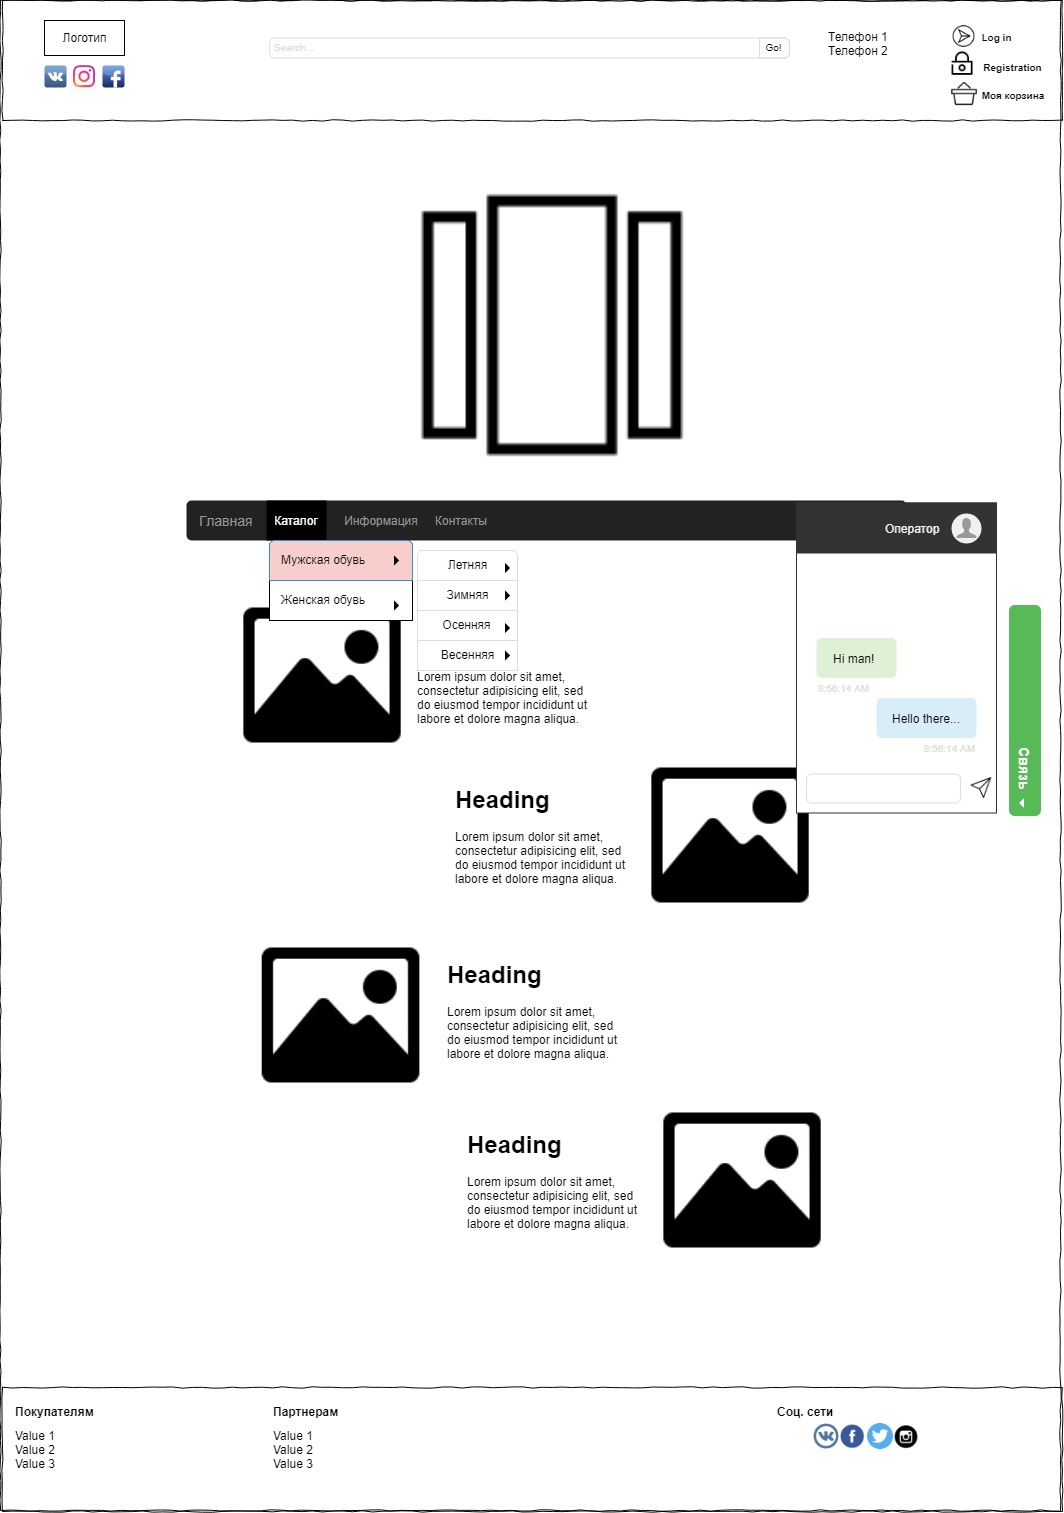 Логотип
Search...
Go!
Телефон 1
Телефон 2
Log in
Registration
Моя корзина
Главная
Каталог
Информация
Контакты
Оператор
Мужская обувь
Женская обувь
Летняя
Зимняя
Осенняя
Весенняя
Lorem ipsum dolor sit amet,
consectetur adipisicing elit, sed
do eiusmod tempor incididunt ut
labore et dolore magna aliqua.
Hi man!
8:56:14 AM
Hello there...
8:56:14 AM
СВЯЗЬ
Heading
Lorem ipsum dolor sit amet,
consectetur adipisicing elit, sed
do eiusmod tempor incididunt ut
labore et dolore magna aliqua.
Heading
Lorem ipsum dolor sit amet,
consectetur adipisicing elit, sed
do eiusmod tempor incididunt ut
labore et dolore magna aliqua.
Heading
Lorem ipsum dolor sit amet,
consectetur adipisicing elit, sed
do eiusmod tempor incididunt ut
labore et dolore magna aliqua.
Покупателям
Value 1
Value 2
Value 3
Партнерам
Value 1
Value 2
Value 3
Соц. сети